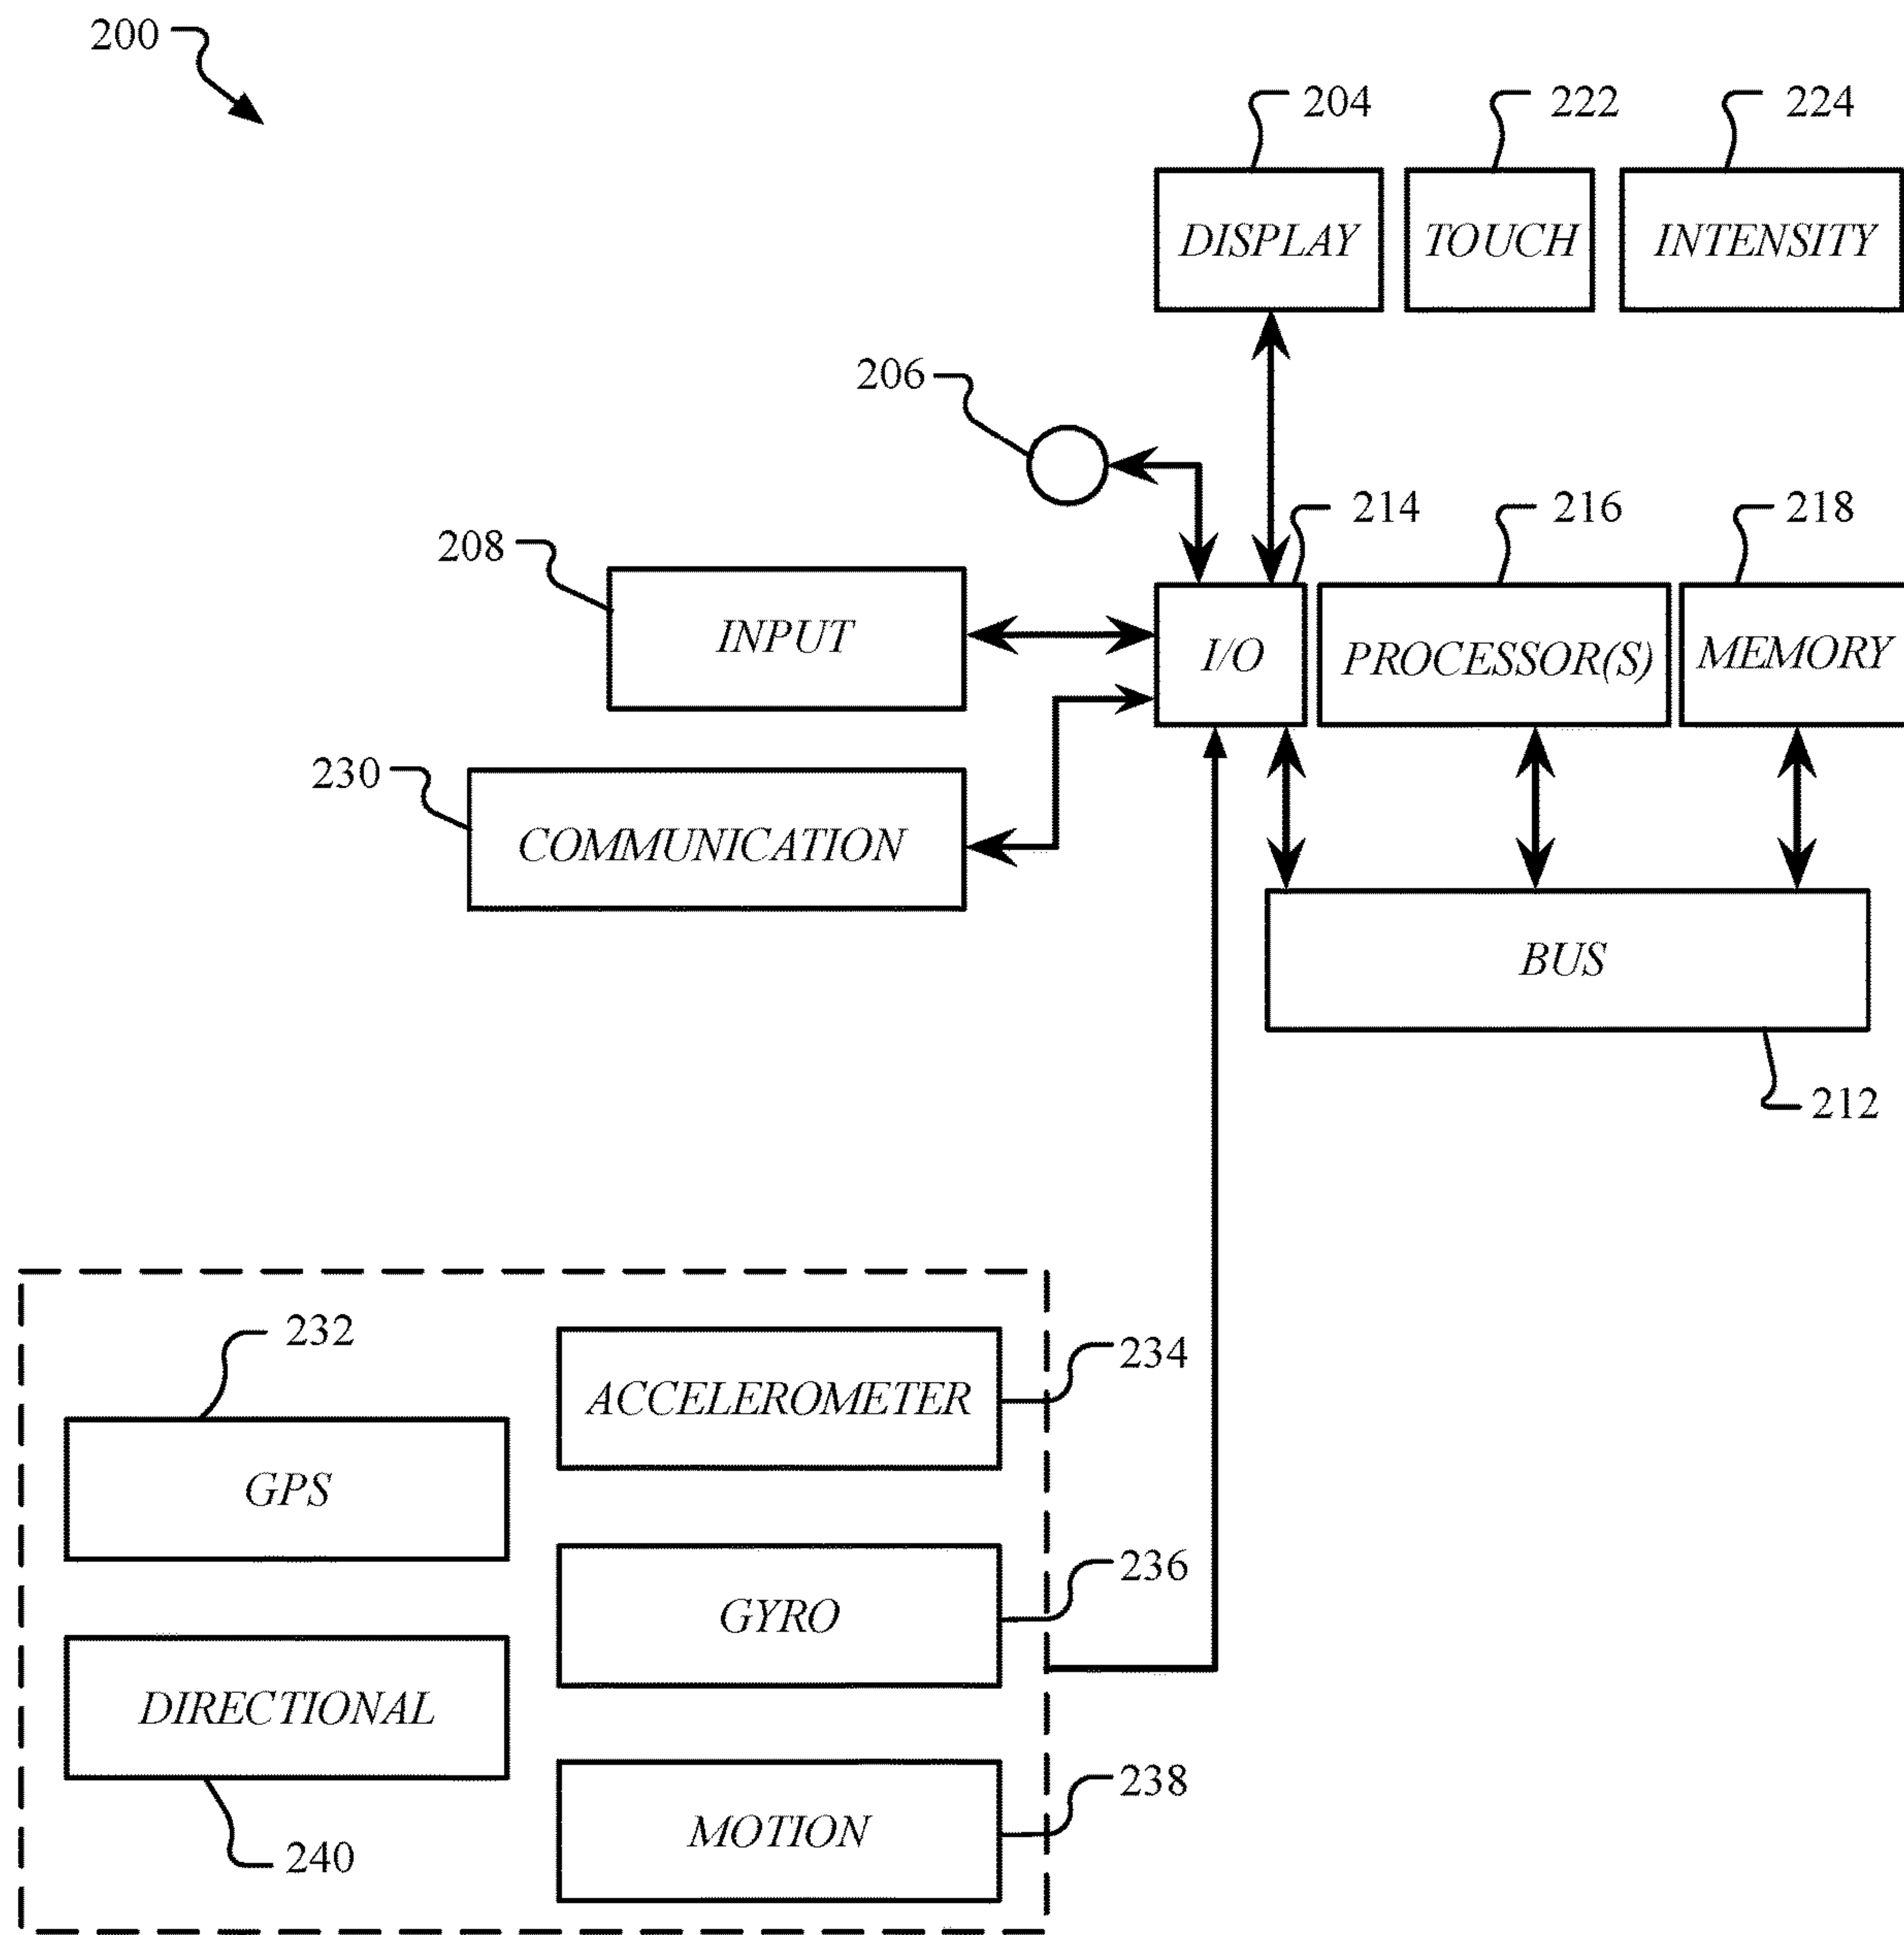 200
204 222 224
DISPLAY TOUCH INTENSITY
206
208
214 216 218
INPUT
I/O PROCESSOR(S) MEMORY
230
COMMUNICATION
BUS
212
232
234
ACCELEROMETER
GPS
236
GYRO
DIRECTIONAL
238
MOTION
240